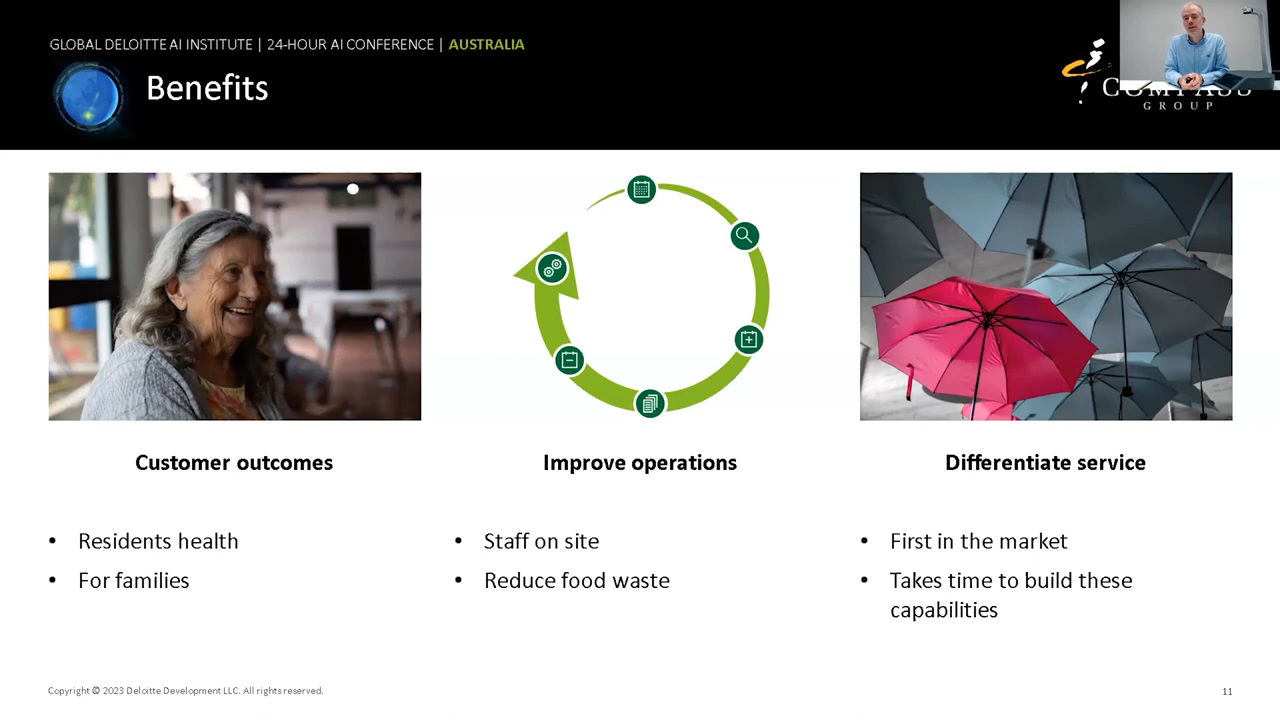 GLOBAL DELOITTE AI INSTITUTE | 24-HOUR AI CONFERENCE | AUSTRALIA
Benefits
COMPASS
GROUP
Customer outcomes
• Residents health
• For families
Improve operations
• Staff on site
• Reduce food waste
Differentiate service
• First in the market
• Takes time to build these
capabilities
Copyright © 2023 Deloitte Development LLC. All rights reserved.
11